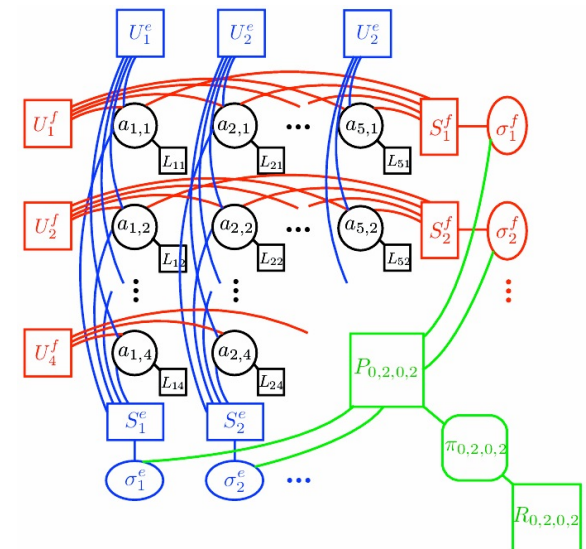 U_1^e U_2^e U_2^e
U_1^f a_{1,1} a_{2,1} ... a_{5,1} S_1^f σ_1^f
L_{11} L_{21} L_{51}
U_2^f a_{1,2} a_{2,2} ... a_{5,2} S_2^f σ_2^f
L_{12} L_{22} L_{52}
⋮ ⋮ ⋮
U_4^f a_{1,4} a_{2,4} P_{0,2,0,2}
L_{14} L_{24}
S_1^e S_2^e π_{0,2,0,2}
σ_1^e σ_2^e ... R_{0,2,0,2}